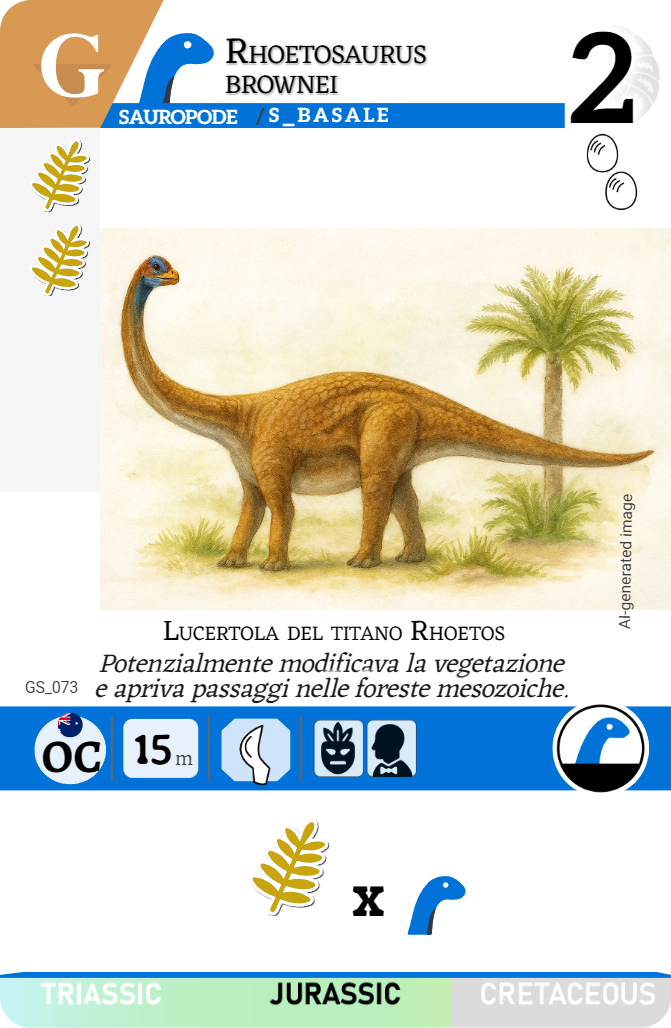 G
RHOETOSAURUS
BROWNEI
2
SAUROPODE / S_BASALE
AI-generated image
LUCERTOLA DEL TITANO RHOETOS
Potenzialmente modificava la vegetazione
GS_073
e apriva passaggi nelle foreste mesozoiche.
OC
15 m
x
TRIASSIC JURASSIC CRETACEOUS